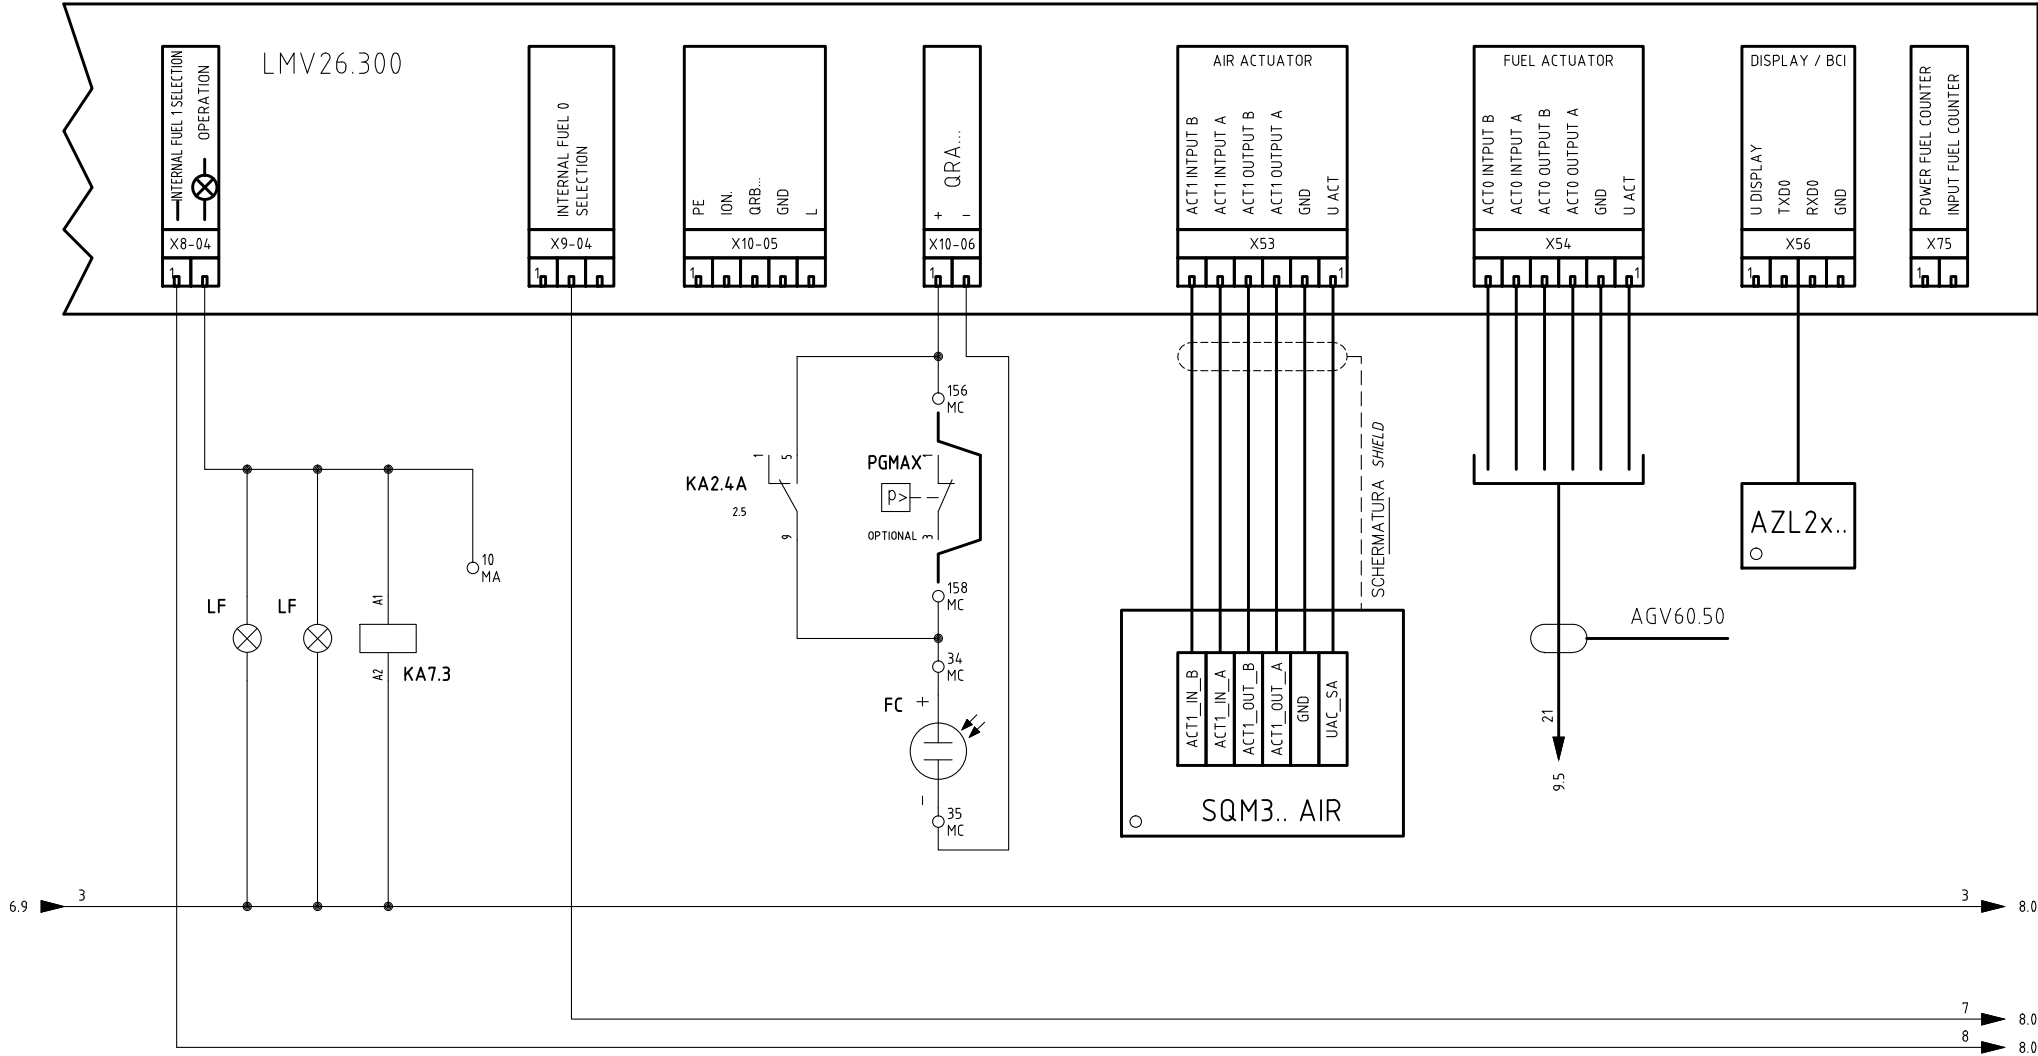 LMV26.300
INTERNAL FUEL 1 SELECTION
OPERATION
X8-04
1
INTERNAL FUEL 0
SELECTION
X9-04
1
PE
ION.
QRB...
GND
L
X10-05
1
QRA...
+
-
X10-06
1
AIR ACTUATOR
ACT1 INTPUT B
ACT1 INTPUT A
ACT1 OUTPUT B
ACT1 OUTPUT A
GND
U ACT
X53
1
FUEL ACTUATOR
ACT0 INTPUT B
ACT0 INTPUT A
ACT0 OUTPUT B
ACT0 OUTPUT A
GND
U ACT
X54
1
DISPLAY / BCI
U DISPLAY
TXD0
RXD0
GND
X56
1
POWER FUEL COUNTER
INPUT FUEL COUNTER
X75
1
10
MA
LF
LF
A1
A2
KA7.3
KA2.4A
2.5
1
5
9
156
MC
PGMAX
1
P>
OPTIONAL
3
158
MC
34
MC
FC
+
-
35
MC
SCHERMATURA SHIELD
ACT1_IN_B
ACT1_IN_A
ACT1_OUT_B
ACT1_OUT_A
GND
UAC_SA
SQM3.. AIR
AGV60.50
21
9.5
AZL2x..
6.9
3
3
8.0
7
8.0
8
8.0